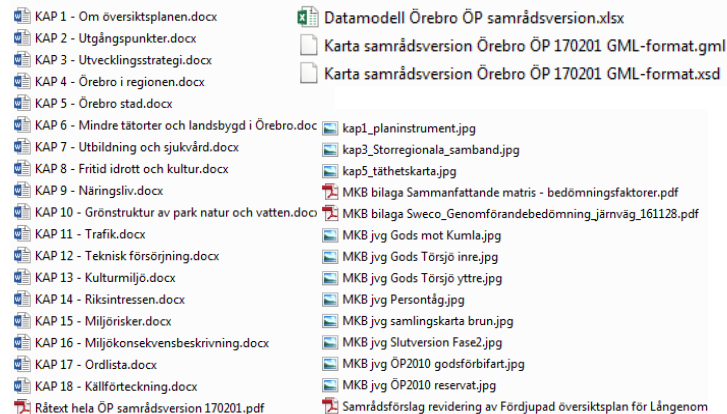 KAP 1 - Om översiktsplanen.docx
KAP 2 - Utgångspunkter.docx
KAP 3 - Utvecklingsstrategi.docx
KAP 4 - Örebro i regionen.docx
KAP 5 - Örebro stad.docx
KAP 6 - Mindre tätorter och landsbygd i Örebro.doc
KAP 7 - Utbildning och sjukvård.docx
KAP 8 - Fritid idrott och kultur.docx
KAP 9 - Näringsliv.docx
KAP 10 - Grönstruktur av park natur och vatten.docx
KAP 11 - Trafik.docx
KAP 12 - Teknisk försörjning.docx
KAP 13 - Kulturmiljö.docx
KAP 14 - Riksintressen.docx
KAP 15 - Miljörisker.docx
KAP 16 - Miljökonsekvensbeskrivning.docx
KAP 17 - Ordlista.docx
KAP 18 - Källförteckning.docx
Råtext hela ÖP samrådsversion 170201.pdf
Datamodell Örebro ÖP samrådsversion.xlsx
Karta samrådsversion Örebro ÖP 170201 GML-format.gml
Karta samrådsversion Örebro ÖP 170201 GML-format.xsd
kap1_planinstrument.jpg
kap3_Storregionala_samband.jpg
kap5_täthetskarta.jpg
MKB bilaga Sammanfattande matris - bedömningsfaktorer.pdf
MKB bilaga Sweco_Genomförandebedömning_järnväg_161128.pdf
MKB jvg Gods mot Kumla.jpg
MKB jvg Gods Törsjö inre.jpg
MKB jvg Gods Törsjö yttre.jpg
MKB jvg Persontåg.jpg
MKB jvg samlingskarta brun.jpg
MKB jvg Slutversion Fase2.jpg
MKB jvg ÖP2010 godsförbifart.jpg
MKB jvg ÖP2010 reservat.jpg
Samrådsförslag revidering av Fördjupad översiktsplan för Långenom